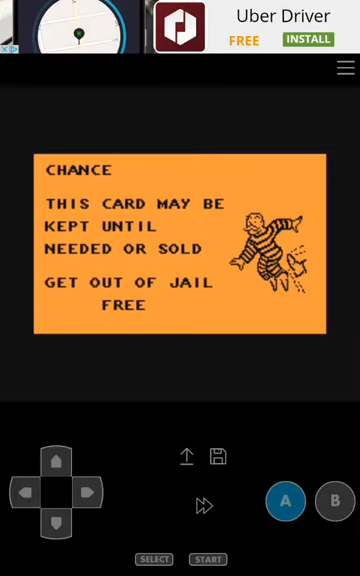 Uber Driver
FREE
INSTALL
CHANCE
THIS CARD MAY BE
KEPT UNTIL
NEEDED OR SOLD
GET OUT OF JAIL
FREE
A
B
SELECT
START